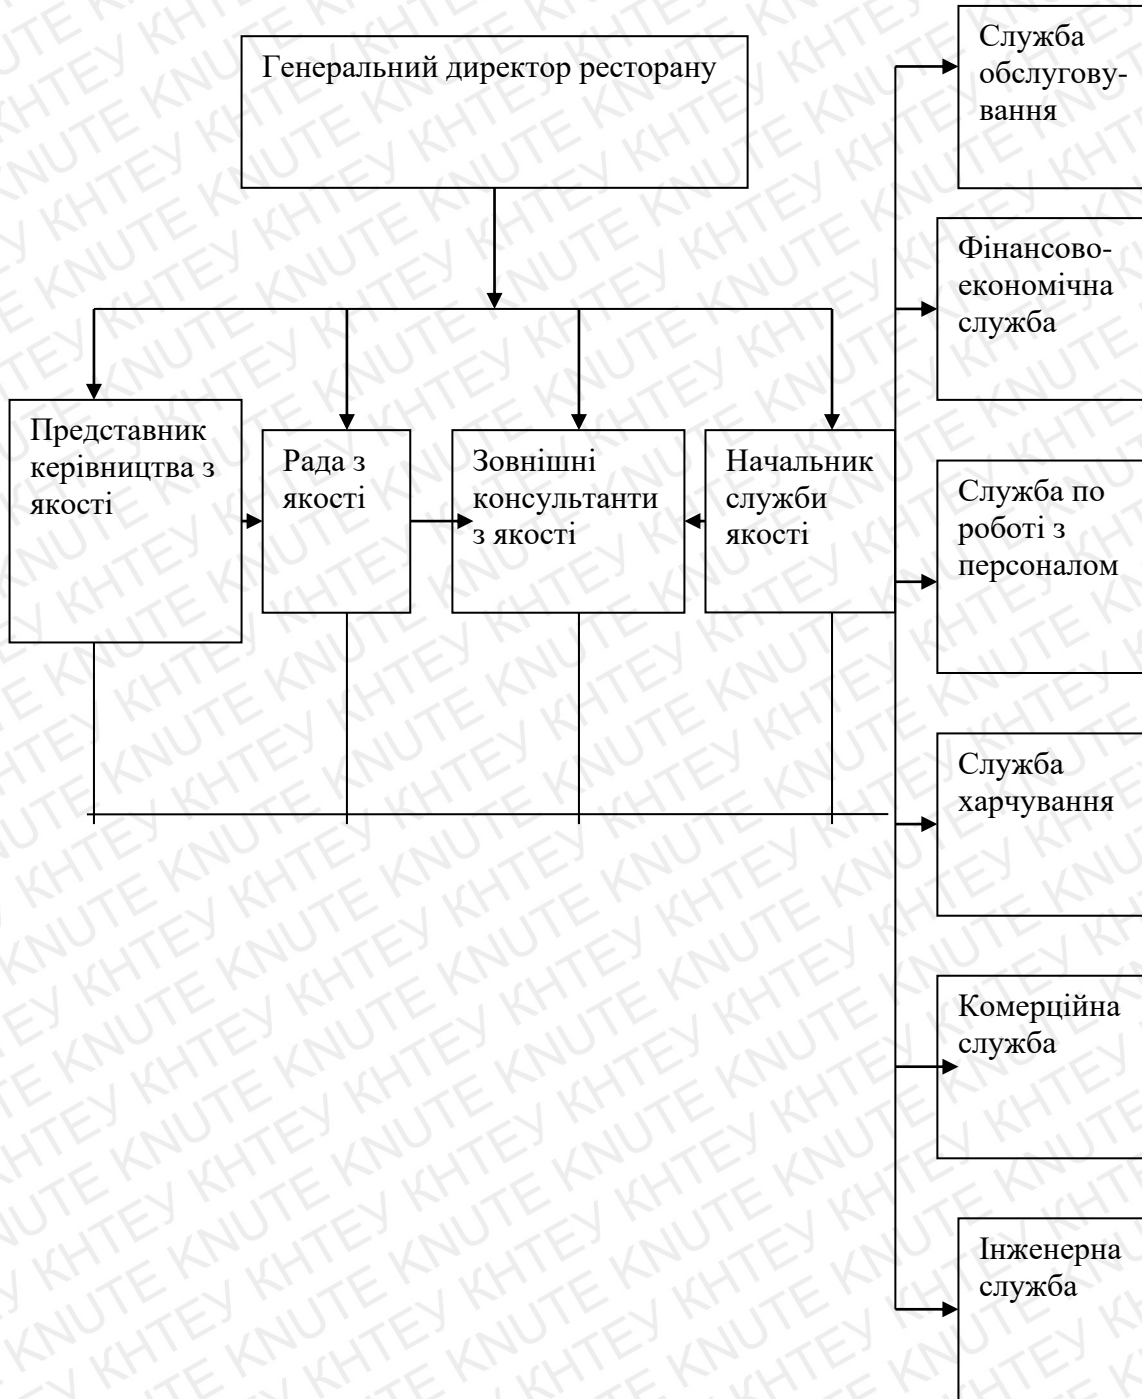 Генеральний директор ресторану
Служба
обслугову-
вання
Фінансово-
економічна
служба
Представник
керівництва з
якості
Рада з
якості
Зовнішні
консультанти
з якості
Начальник
служби
якості
Служба по
роботі з
персоналом
Служба
харчування
Комерційна
служба
Інженерна
служба